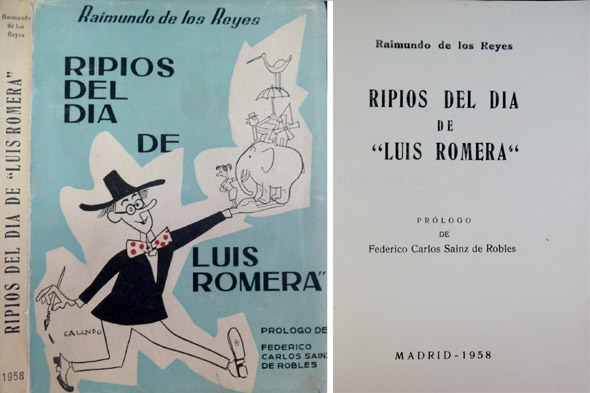 Raimundo
de los
Reyes
RIPIOS DEL DIA DE "LUIS ROMERA"
1958
Raimundo de los Reyes
RIPIOS
DEL
DIA
DE
LUIS
ROMERA"
GALINDO
PROLOGO DE
FEDERICO
CARLOS SAINZ
DE ROBLES
Raimundo de los Reyes
RIPIOS DEL DIA
DE
"LUIS ROMERA"
PRÓLOGO
DE
Federico Carlos Sainz de Robles
MADRID-1958